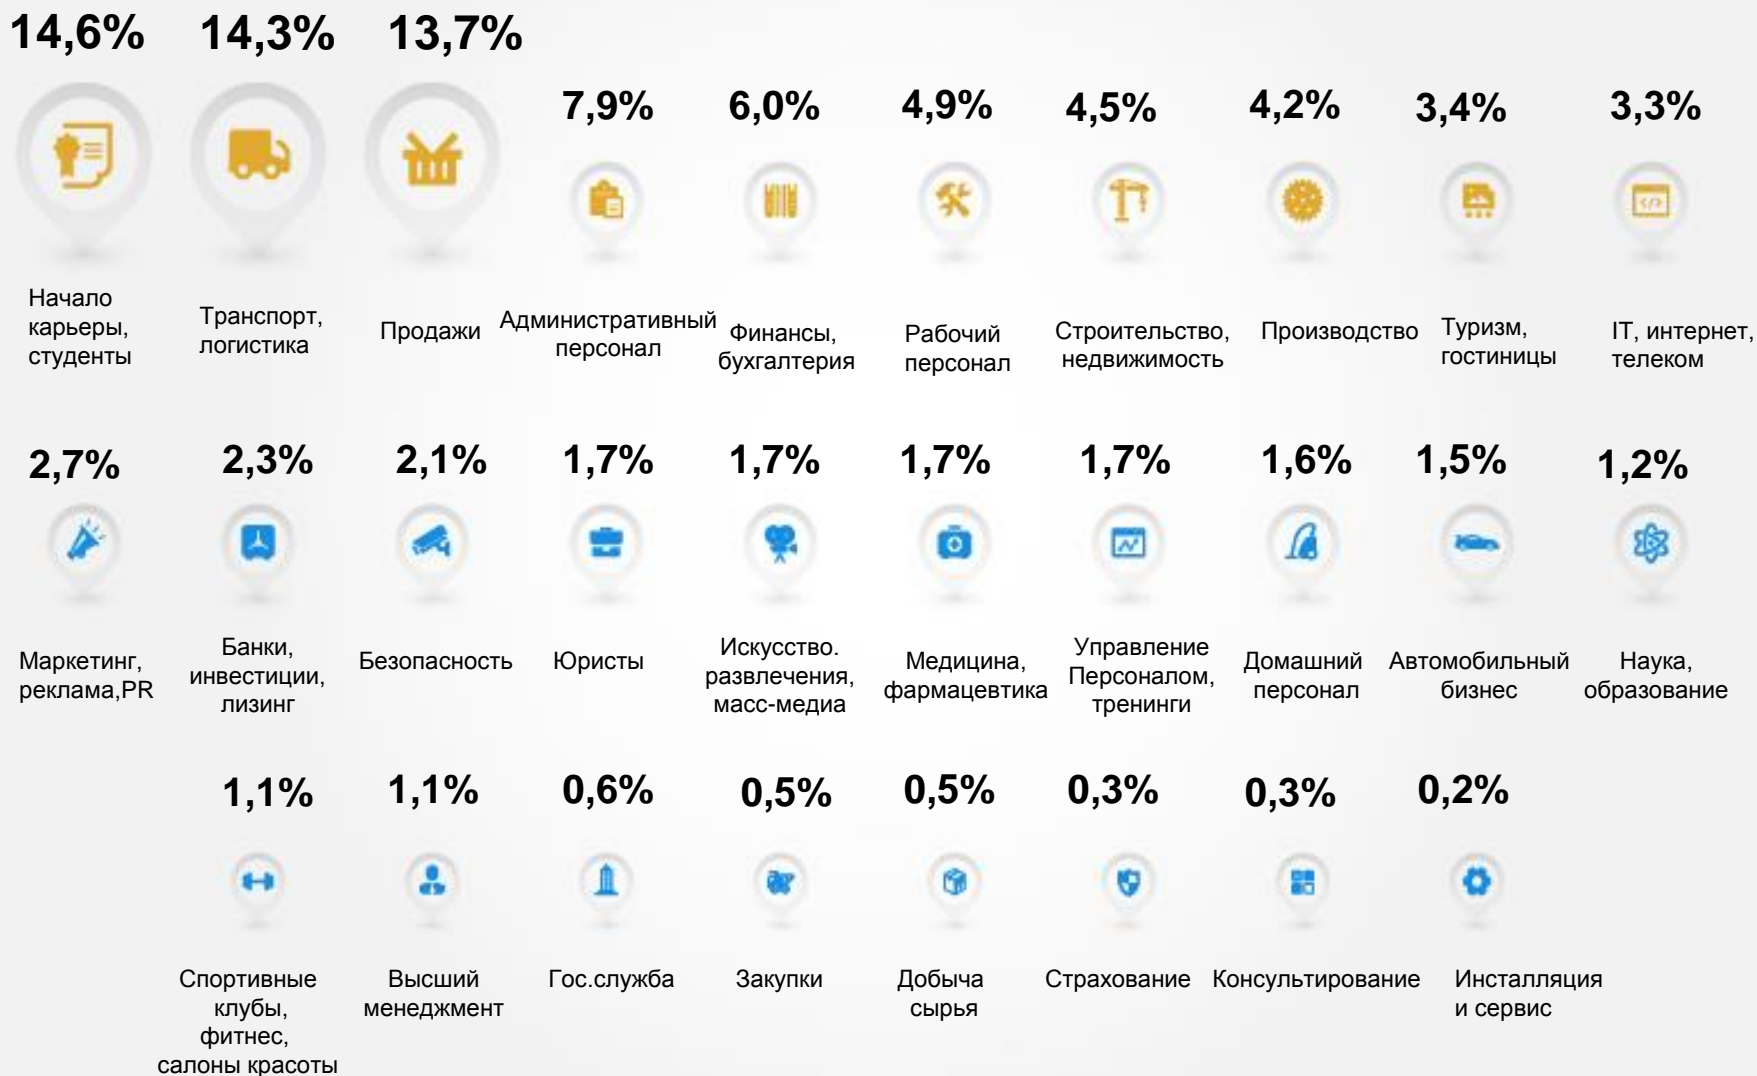 14,6% 14,3% 13,7%
7,9% 6,0% 4,9% 4,5% 4,2% 3,4% 3,3%
Начало
карьеры,
студенты
Транспорт,
логистика
Продажи
Административный
персонал
Финансы,
бухгалтерия
Рабочий
персонал
Строительство,
недвижимость
Производство
Туризм,
гостиницы
IT, интернет,
телеком
2,7% 2,3% 2,1% 1,7% 1,7% 1,7% 1,7% 1,6% 1,5% 1,2%
Маркетинг,
реклама,PR
Банки,
инвестиции,
лизинг
Безопасность
Юристы
Искусство.
развлечения,
масс-медиа
Медицина,
фармацевтика
Управление
Персоналом,
тренинги
Домашний
персонал
Автомобильный
бизнес
Наука,
образование
1,1% 1,1% 0,6% 0,5% 0,5% 0,3% 0,3% 0,2%
Спортивные
клубы,
фитнес,
салоны красоты
Высший
менеджмент
Гос.служба
Закупки
Добыча
сырья
Страхование
Консультирование
Инсталляция
и сервис